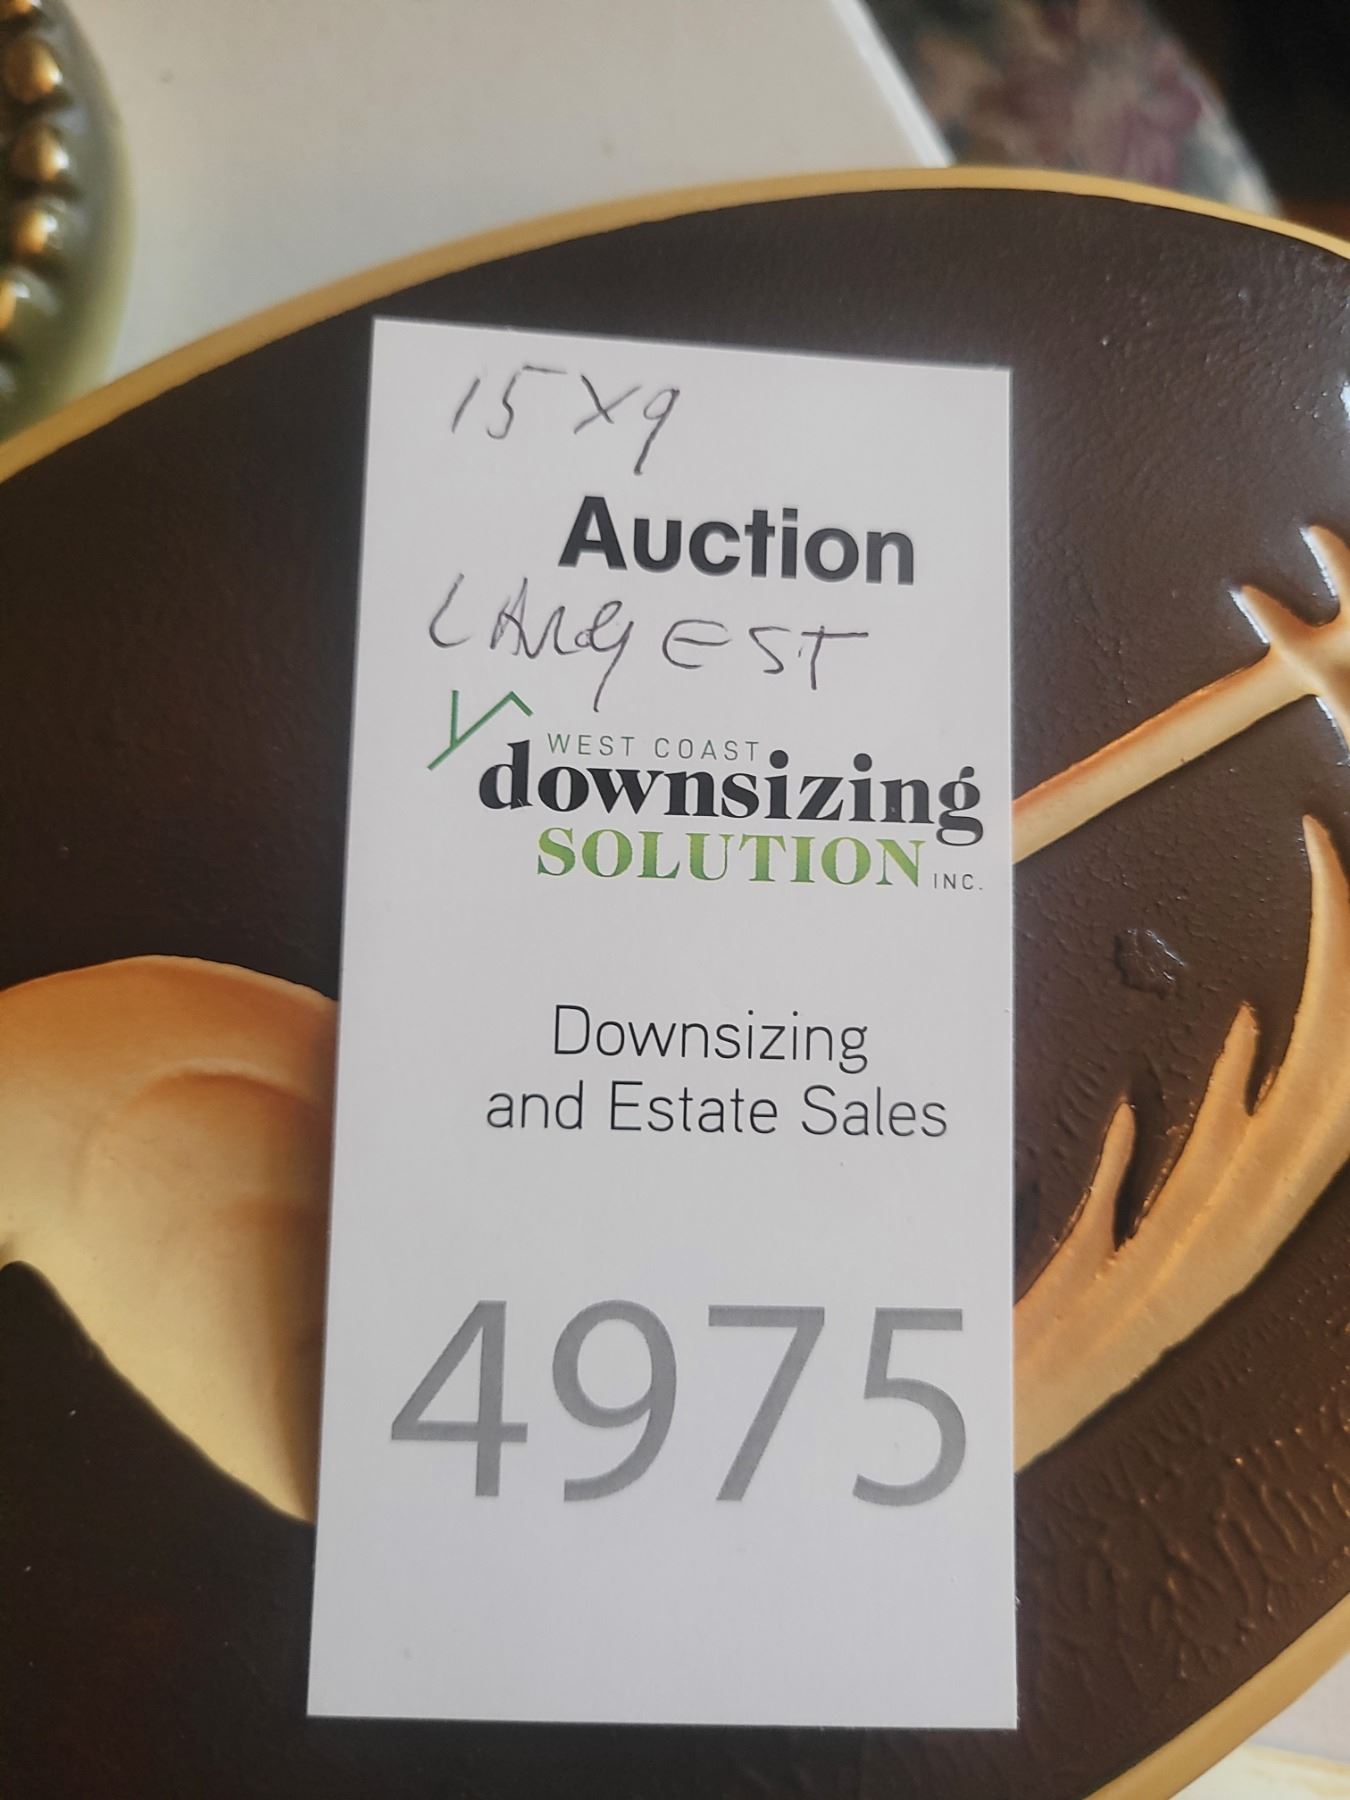 15x9
Auction
LArgEST
WEST COAST
downsizing
SOLUTION INC.
Downsizing
and Estate Sales
4975